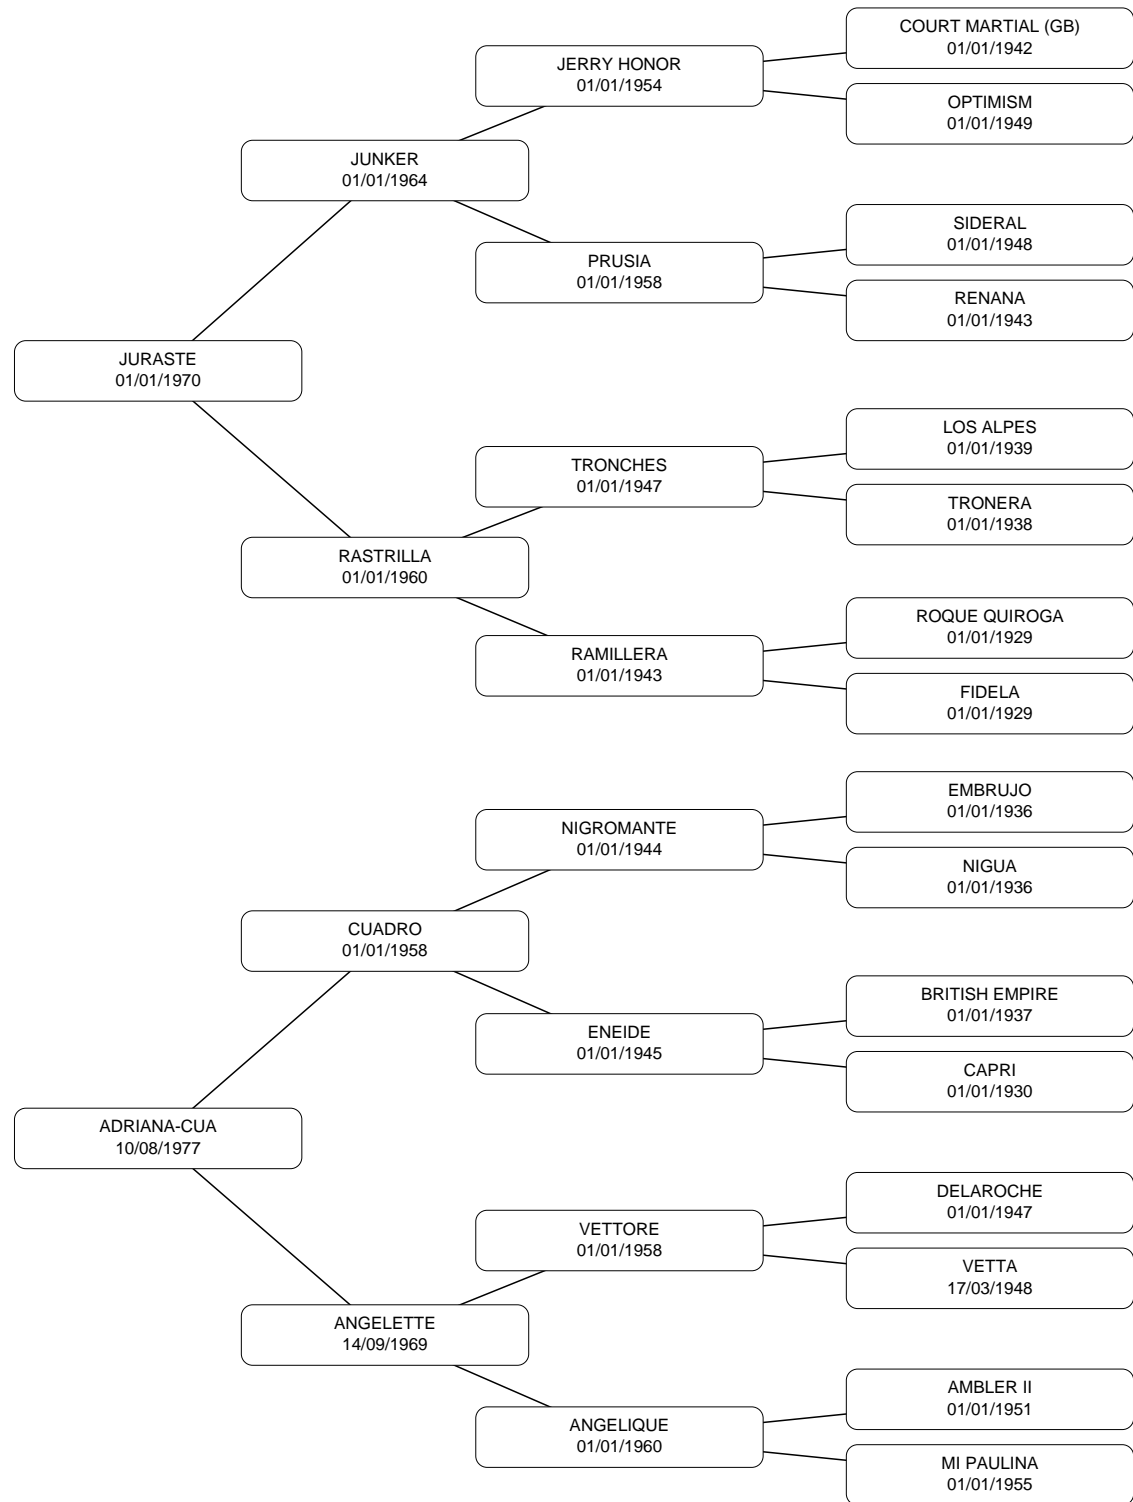 COURT MARTIAL (GB)
01/01/1942
JERRY HONOR
01/01/1954
OPTIMISM
01/01/1949
JUNKER
01/01/1964
SIDERAL
01/01/1948
PRUSIA
01/01/1958
RENANA
01/01/1943
JURASTE
01/01/1970
LOS ALPES
01/01/1939
TRONCHES
01/01/1947
TRONERA
01/01/1938
RASTRILLA
01/01/1960
ROQUE QUIROGA
01/01/1929
RAMILLERA
01/01/1943
FIDELA
01/01/1929
EMBRUJO
01/01/1936
NIGROMANTE
01/01/1944
NIGUA
01/01/1936
CUADRO
01/01/1958
BRITISH EMPIRE
01/01/1937
ENEIDE
01/01/1945
CAPRI
01/01/1930
ADRIANA-CUA
10/08/1977
DELAROCHE
01/01/1947
VETTORE
01/01/1958
VETTA
17/03/1948
ANGELETTE
14/09/1969
AMBLER II
01/01/1951
ANGELIQUE
01/01/1960
MI PAULINA
01/01/1955